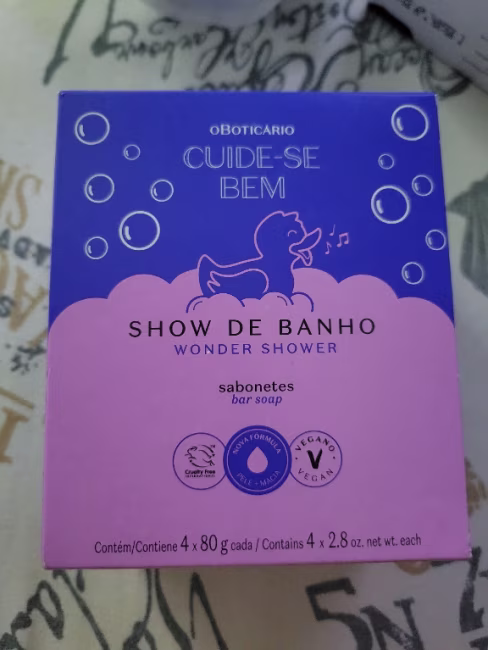 oBOTICÁRIO
CUIDE-SE
BEM
SHOW DE BANHO
WONDER SHOWER
sabonetes
bar soap
Cruelty Free
NOVA FÓRMULA
PELE + MACIA
VEGANO
V
VEGAN
Contém/Contiene 4 x 80 g cada / Contains 4 x 2.8 oz. net wt. each